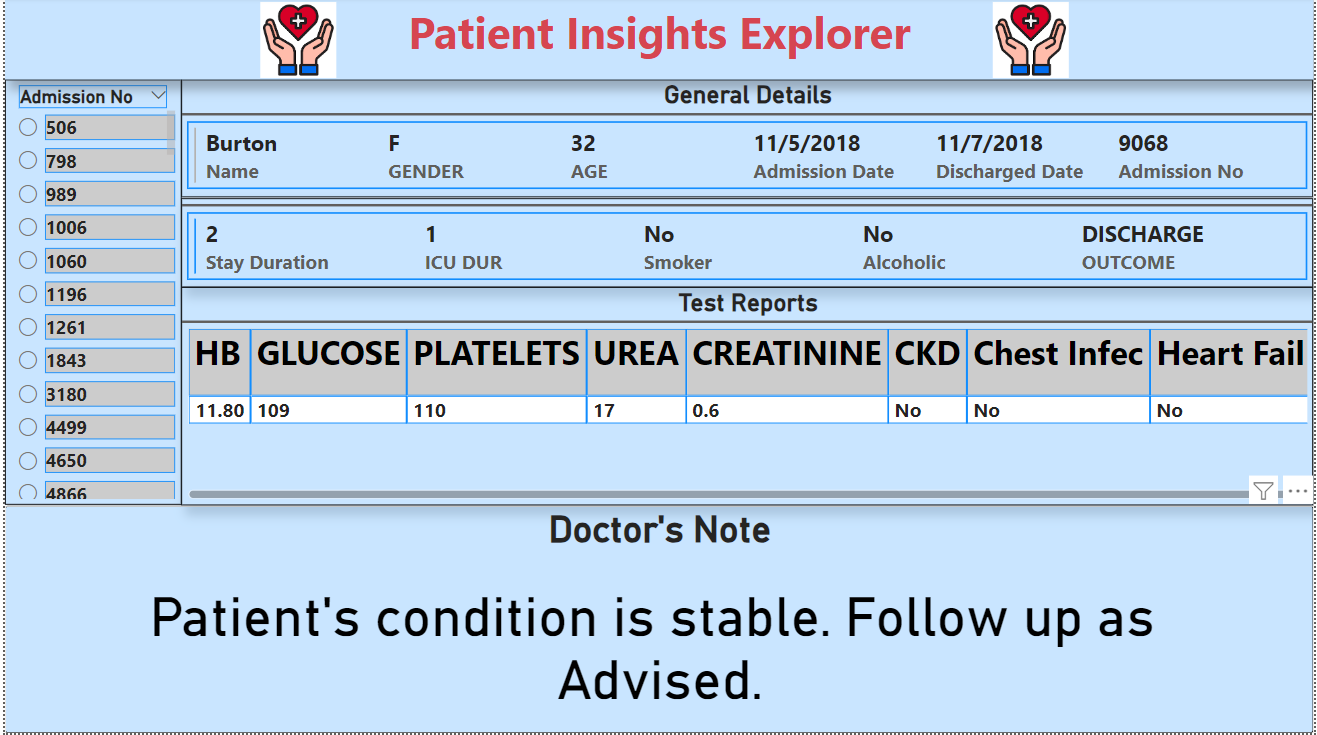 Patient Insights Explorer
Admission No
506
798
989
1006
1060
1196
1261
1843
3180
4499
4650
4866
General Details
Burton F 32 11/5/2018 11/7/2018 9068
Name GENDER AGE Admission Date Discharged Date Admission No
2 1 No No DISCHARGE
Stay Duration ICU DUR Smoker Alcoholic OUTCOME
Test Reports
HB GLUCOSE PLATELETS UREA CREATININE CKD Chest Infec Heart Fail
11.80 109 110 17 0.6 No No No
Doctor's Note
Patient's condition is stable. Follow up as
Advised.